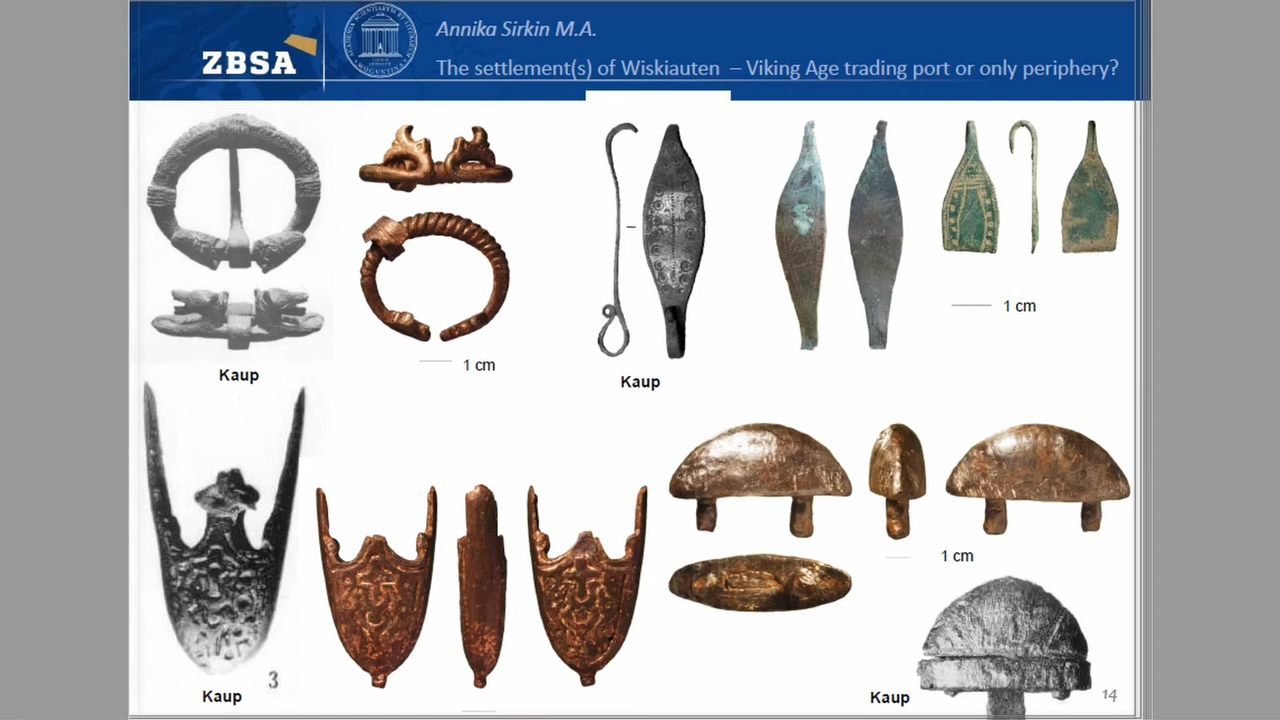 ZBSA
Annika Sirkin M.A.
The settlement(s) of Wiskiauten – Viking Age trading port or only periphery?
1 cm
Kaup
1 cm
Kaup
1 cm
3
Kaup
Kaup
14